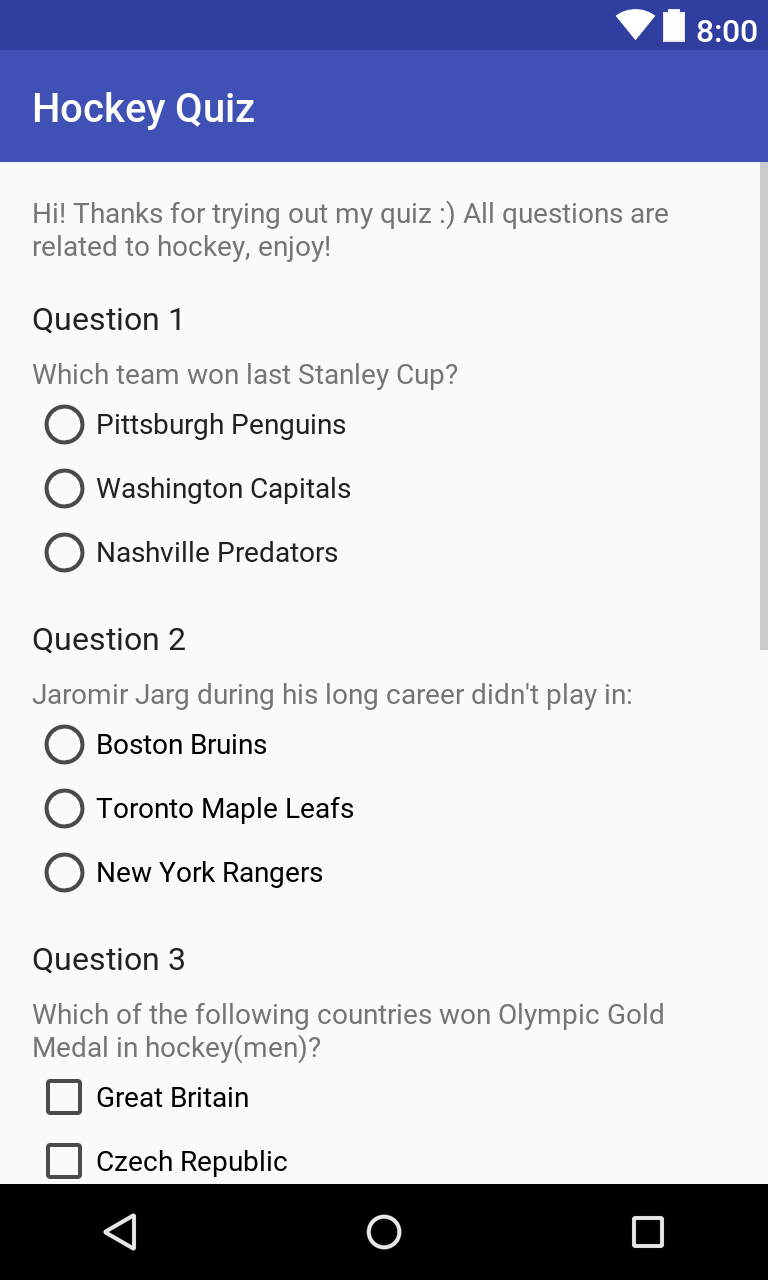 8:00
Hockey Quiz
Hi! Thanks for trying out my quiz :) All questions are
related to hockey, enjoy!
Question 1
Which team won last Stanley Cup?
Pittsburgh Penguins
Washington Capitals
Nashville Predators
Question 2
Jaromir Jarg during his long career didn't play in:
Boston Bruins
Toronto Maple Leafs
New York Rangers
Question 3
Which of the following countries won Olympic Gold
Medal in hockey(men)?
Great Britain
Czech Republic